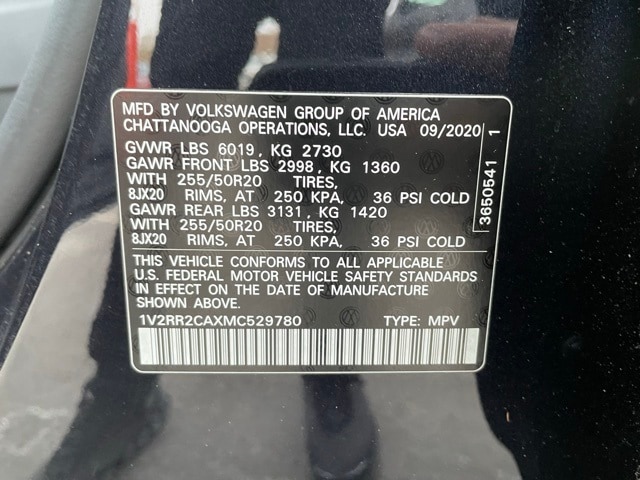 MFD BY VOLKSWAGEN GROUP OF AMERICA
CHATTANOOGA OPERATIONS, LLC. USA 09/2020
GVWR LBS 6019, KG 2730
GAWR FRONT LBS 2998, KG 1360
WITH 255/50R20 TIRES,
8JX20 RIMS, AT 250 KPA, 36 PSI COLD
GAWR REAR LBS 3131, KG 1420
WITH 255/50R20 TIRES,
8JX20 RIMS, AT 250 KPA, 36 PSI COLD
THIS VEHICLE CONFORMS TO ALL APPLICABLE
U.S. FEDERAL MOTOR VEHICLE SAFETY STANDARDS
IN EFFECT ON THE DATE OF MANUFACTURE
SHOWN ABOVE.
1V2RR2CAXMC529780 TYPE: MPV
3650541 1